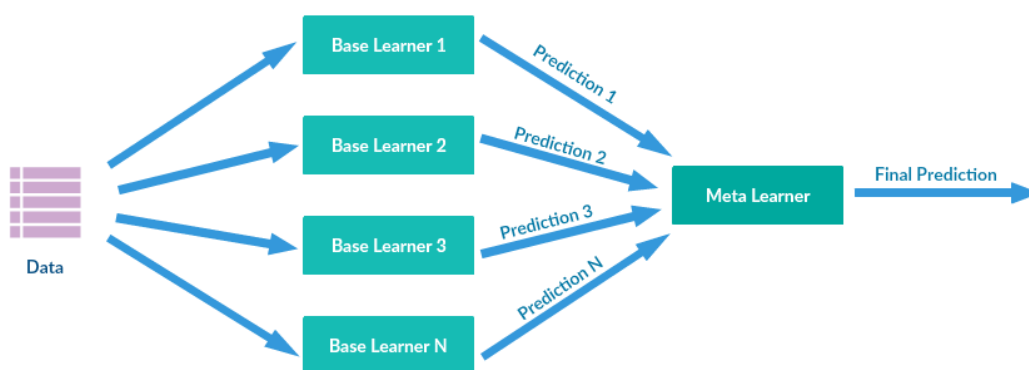 Data
Base Learner 1
Base Learner 2
Base Learner 3
Base Learner N
Prediction 1
Prediction 2
Prediction 3
Prediction N
Meta Learner
Final Prediction